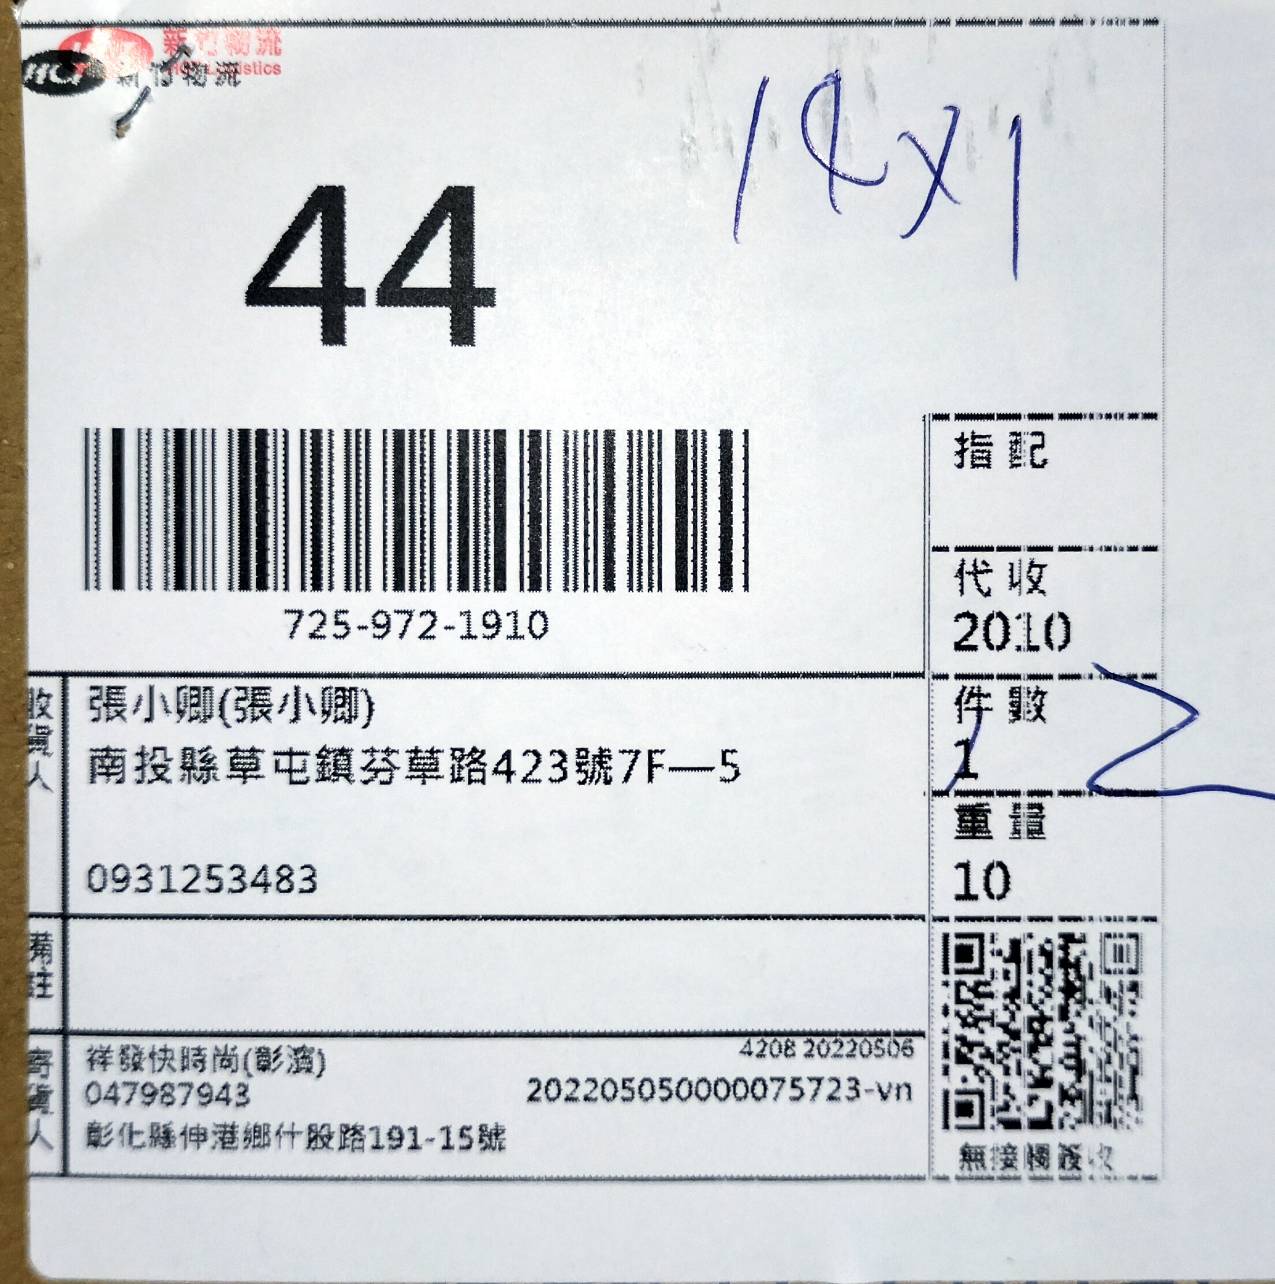 新竹物流
HCT Logistics
HCT 新竹物流
14X1
44
725-972-1910
指配
代收
2010
件數
1
重量
10
收貨人
張小卿(張小卿)
南投縣草屯鎮芬草路423號7F—5
0931253483
備註
寄貨人
祥發快時尚(彰濱)
4208 20220506
047987943
202205050000075723-vn
彰化縣伸港鄉什股路191-15號
無接觸簽收